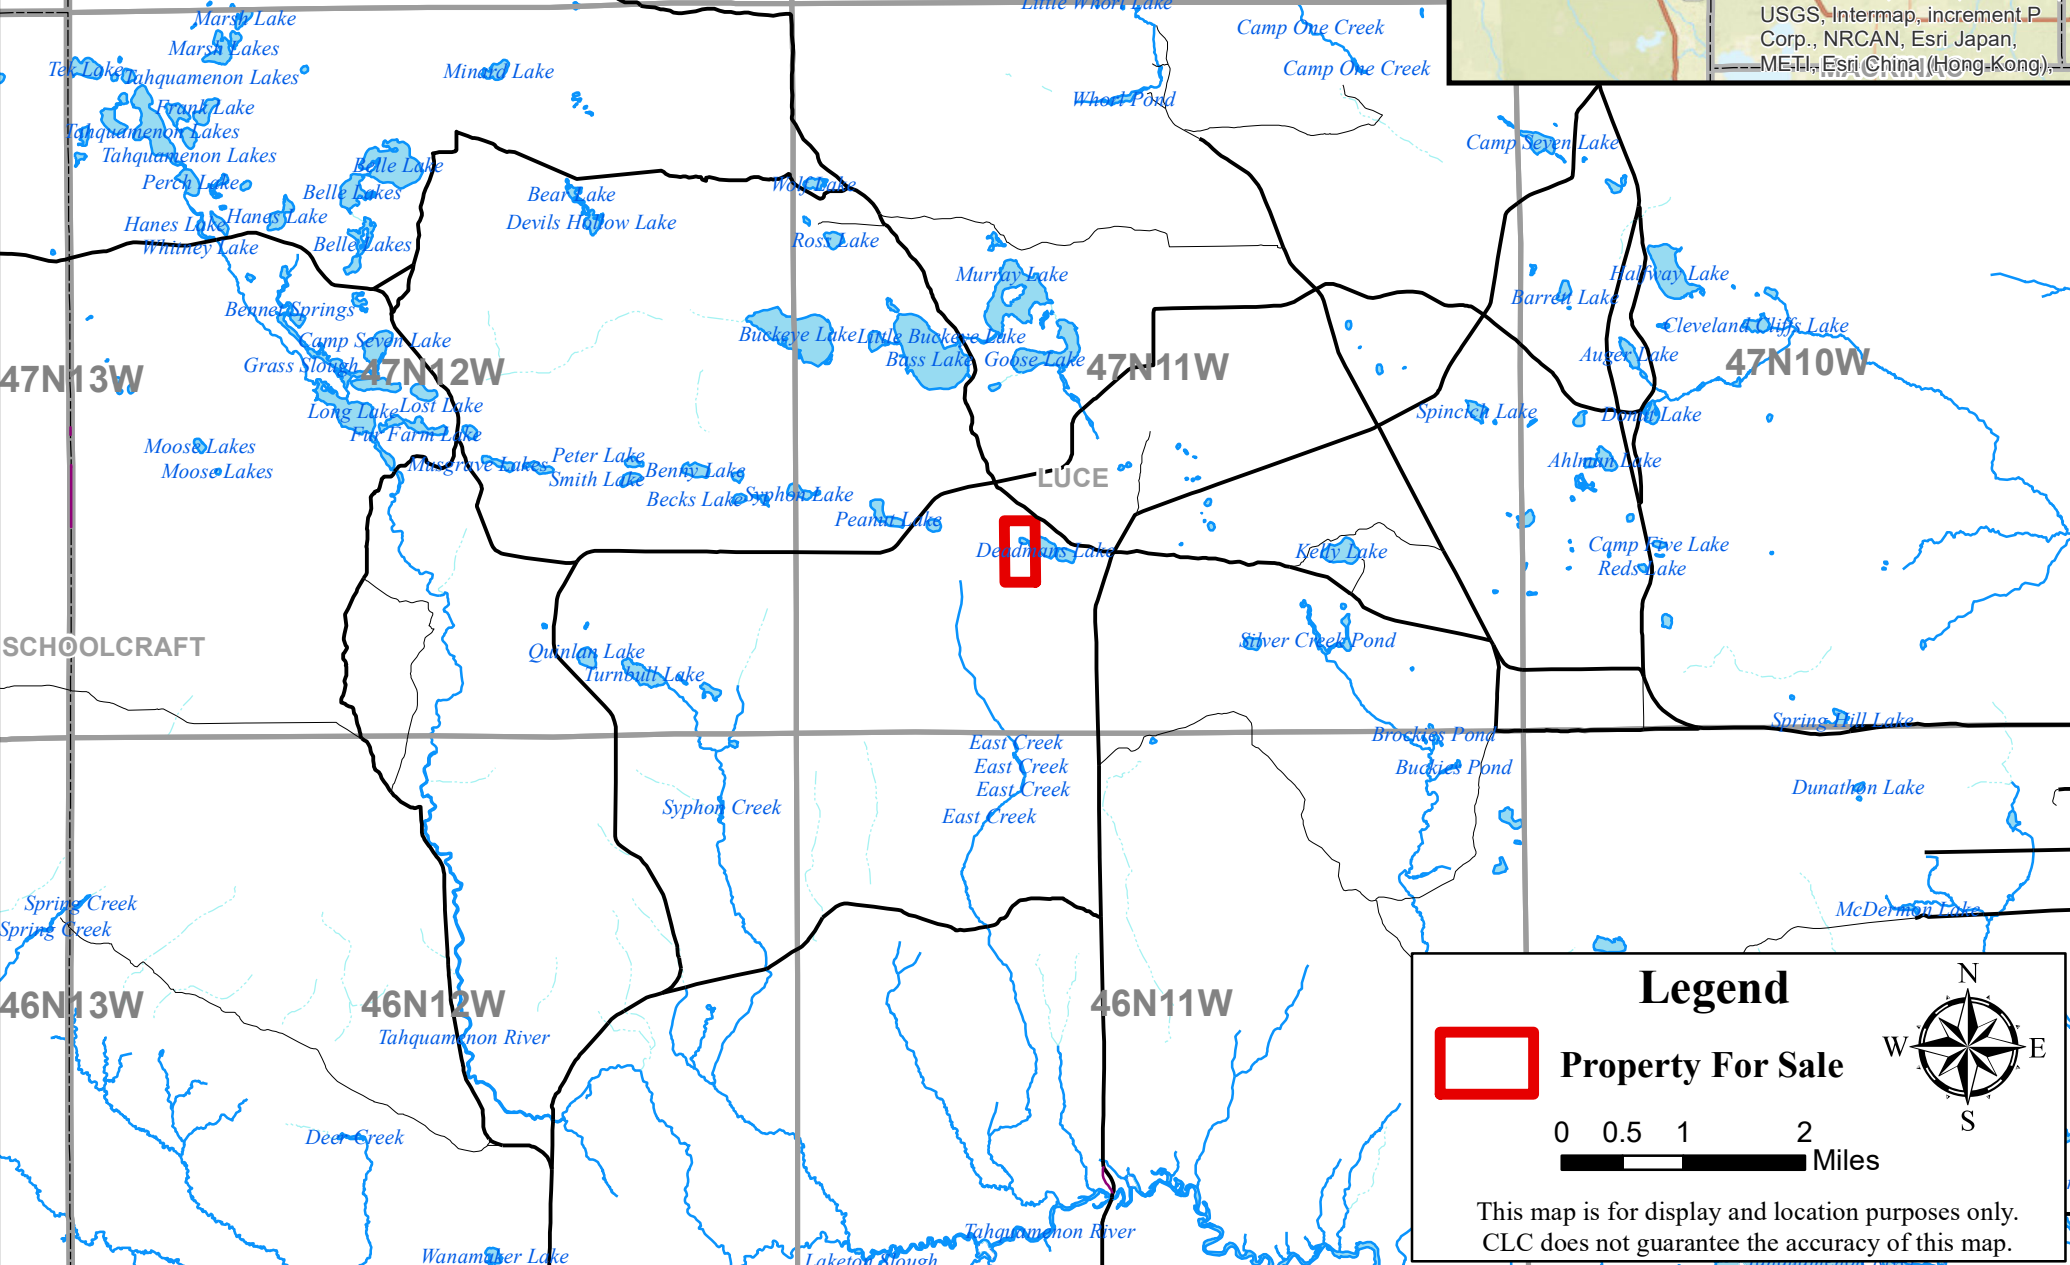 Little Whorl Lake
USGS, Intermap, increment P
Corp., NRCAN, Esri Japan,
METI, Esri China (Hong Kong),
MACKINAC
Marsh Lake
Marsh Lakes
Tek Lake
Tahquamenon Lakes
Minard Lake
Camp One Creek
Camp One Creek
Whorl Pond
Frank Lake
Tahquamenon Lakes
Tahquamenon Lakes
Perch Lake
Belle Lake
Belle Lakes
Hanes Lake
Hanes Lake
Whitney Lake
Belle Lakes
Bear Lake
Devils Hollow Lake
Wolf Lake
Ross Lake
Camp Seven Lake
Murray Lake
Halfway Lake
Barrett Lake
Bennet Springs
Camp Seven Lake
Grass Slough
Buckeye Lake
Little Buckeye Lake
Bass Lake
Goose Lake
Cleveland Cliffs Lake
Auger Lake
47N13W
47N12W
47N11W
47N10W
Long Lake
Lost Lake
Fur Farm Lake
Spincich Lake
Donut Lake
Moose Lakes
Moose Lakes
Musgrave Lakes
Peter Lake
Smith Lake
Benny Lake
Becks Lake
Syphon Lake
LUCE
Ahlman Lake
Peanut Lake
Deadmans Lake
Kelly Lake
Camp Five Lake
Reds Lake
SCHOOLCRAFT
Quinlan Lake
Turnbull Lake
Silver Creek Pond
Spring Hill Lake
Brockies Pond
Buckies Pond
East Creek
East Creek
East Creek
East Creek
Syphon Creek
Dunathon Lake
Spring Creek
Spring Creek
McDermon Lake
46N13W
46N12W
46N11W
Tahquamenon River
Deer Creek
Tahquamenon River
Wanamaker Lake
Laketon Slough
Legend
Property For Sale
N
W
E
S
0 0.5 1 2
Miles
This map is for display and location purposes only.
CLC does not guarantee the accuracy of this map.